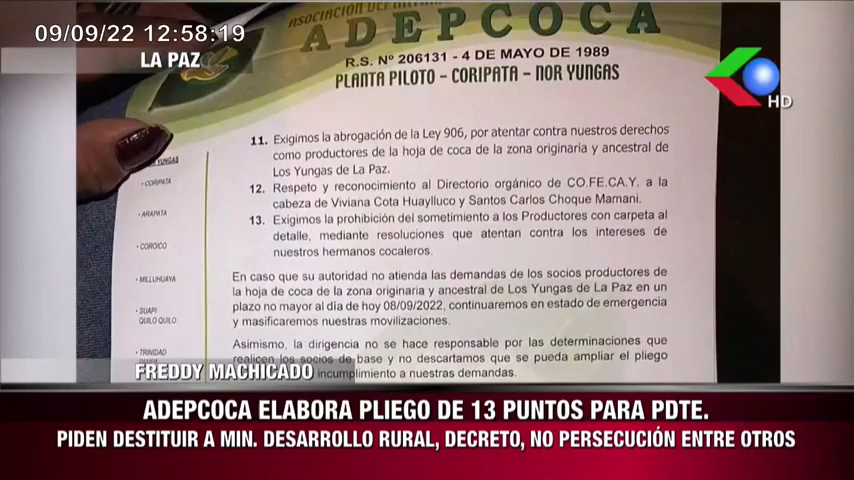 09/09/22 12:58:19
LA PAZ
ASOCIACIÓN DEP
ADEPCOCA
R.S. Nº 206131 - 4 DE MAYO DE 1989
PLANTA PILOTO - CORIPATA - NOR YUNGAS
HD
11. Exigimos la abrogación de la Ley 906, por atentar contra nuestros derechos
como productores de la hoja de coca de la zona originaria y ancestral de
Los Yungas de La Paz.
12. Respeto y reconocimiento al Directorio orgánico de CO.FE.CA.Y. a la
cabeza de Viviana Cota Huaylluco y Santos Carlos Choque Mamani.
13. Exigimos la prohibición del sometimiento a los Productores con carpeta al
detalle, mediante resoluciones que atentan contra los intereses de
nuestros hermanos cocaleros.
En caso que su autoridad no atienda las demandas de los socios productores de
la hoja de coca de la zona originaria y ancestral de Los Yungas de La Paz en un
plazo no mayor al día de hoy 08/09/2022, continuaremos en estado de emergencia
y masificaremos nuestras movilizaciones.
Asimismo, la dirigencia no se hace responsable por las determinaciones que
realicen los socios de base y no descartamos que se pueda ampliar el pliego
incumplimiento a nuestras demandas.
YUNGAS
• CORIPATA
• ARAPATA
• COROICO
• MILLUHUAYA
• SUAPI
QUILO QUILO
• TRINIDAD
FREDDY MACHICADO
ADEPCOCA ELABORA PLIEGO DE 13 PUNTOS PARA PDTE.
PIDEN DESTITUIR A MIN. DESARROLLO RURAL, DECRETO, NO PERSECUCIÓN ENTRE OTROS